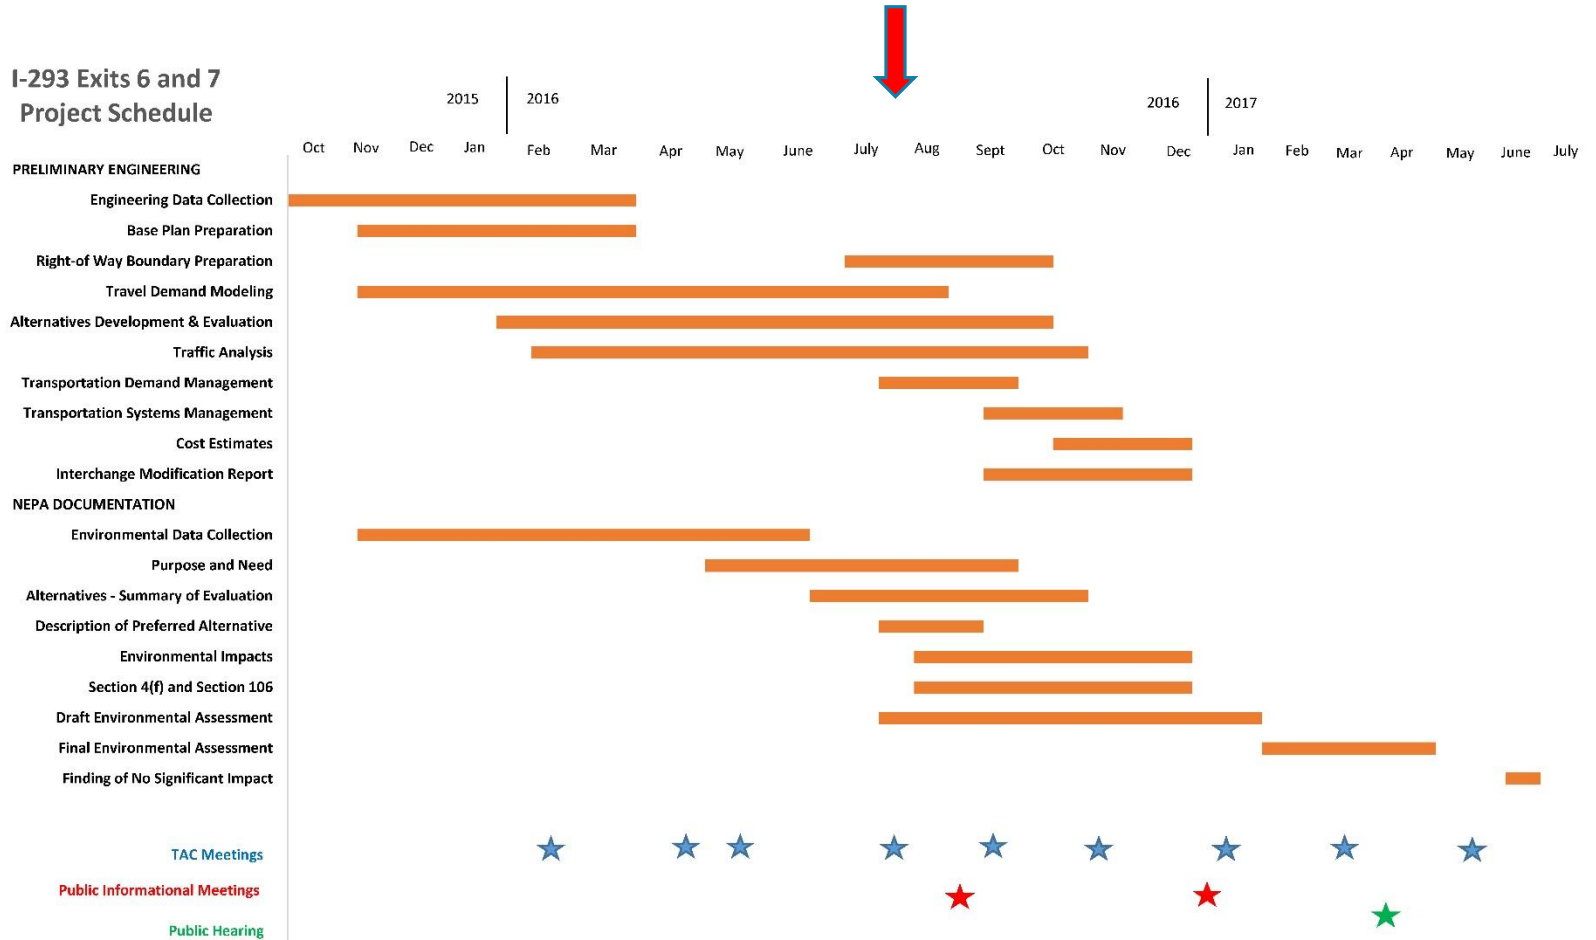 I-293 Exits 6 and 7
Project Schedule
2015 2016 2016 2017
Oct Nov Dec Jan Feb Mar Apr May June July Aug Sept Oct Nov Dec Jan Feb Mar Apr May June July
PRELIMINARY ENGINEERING
Engineering Data Collection
Base Plan Preparation
Right-of Way Boundary Preparation
Travel Demand Modeling
Alternatives Development & Evaluation
Traffic Analysis
Transportation Demand Management
Transportation Systems Management
Cost Estimates
Interchange Modification Report
NEPA DOCUMENTATION
Environmental Data Collection
Purpose and Need
Alternatives - Summary of Evaluation
Description of Preferred Alternative
Environmental Impacts
Section 4(f) and Section 106
Draft Environmental Assessment
Final Environmental Assessment
Finding of No Significant Impact
TAC Meetings
Public Informational Meetings
Public Hearing